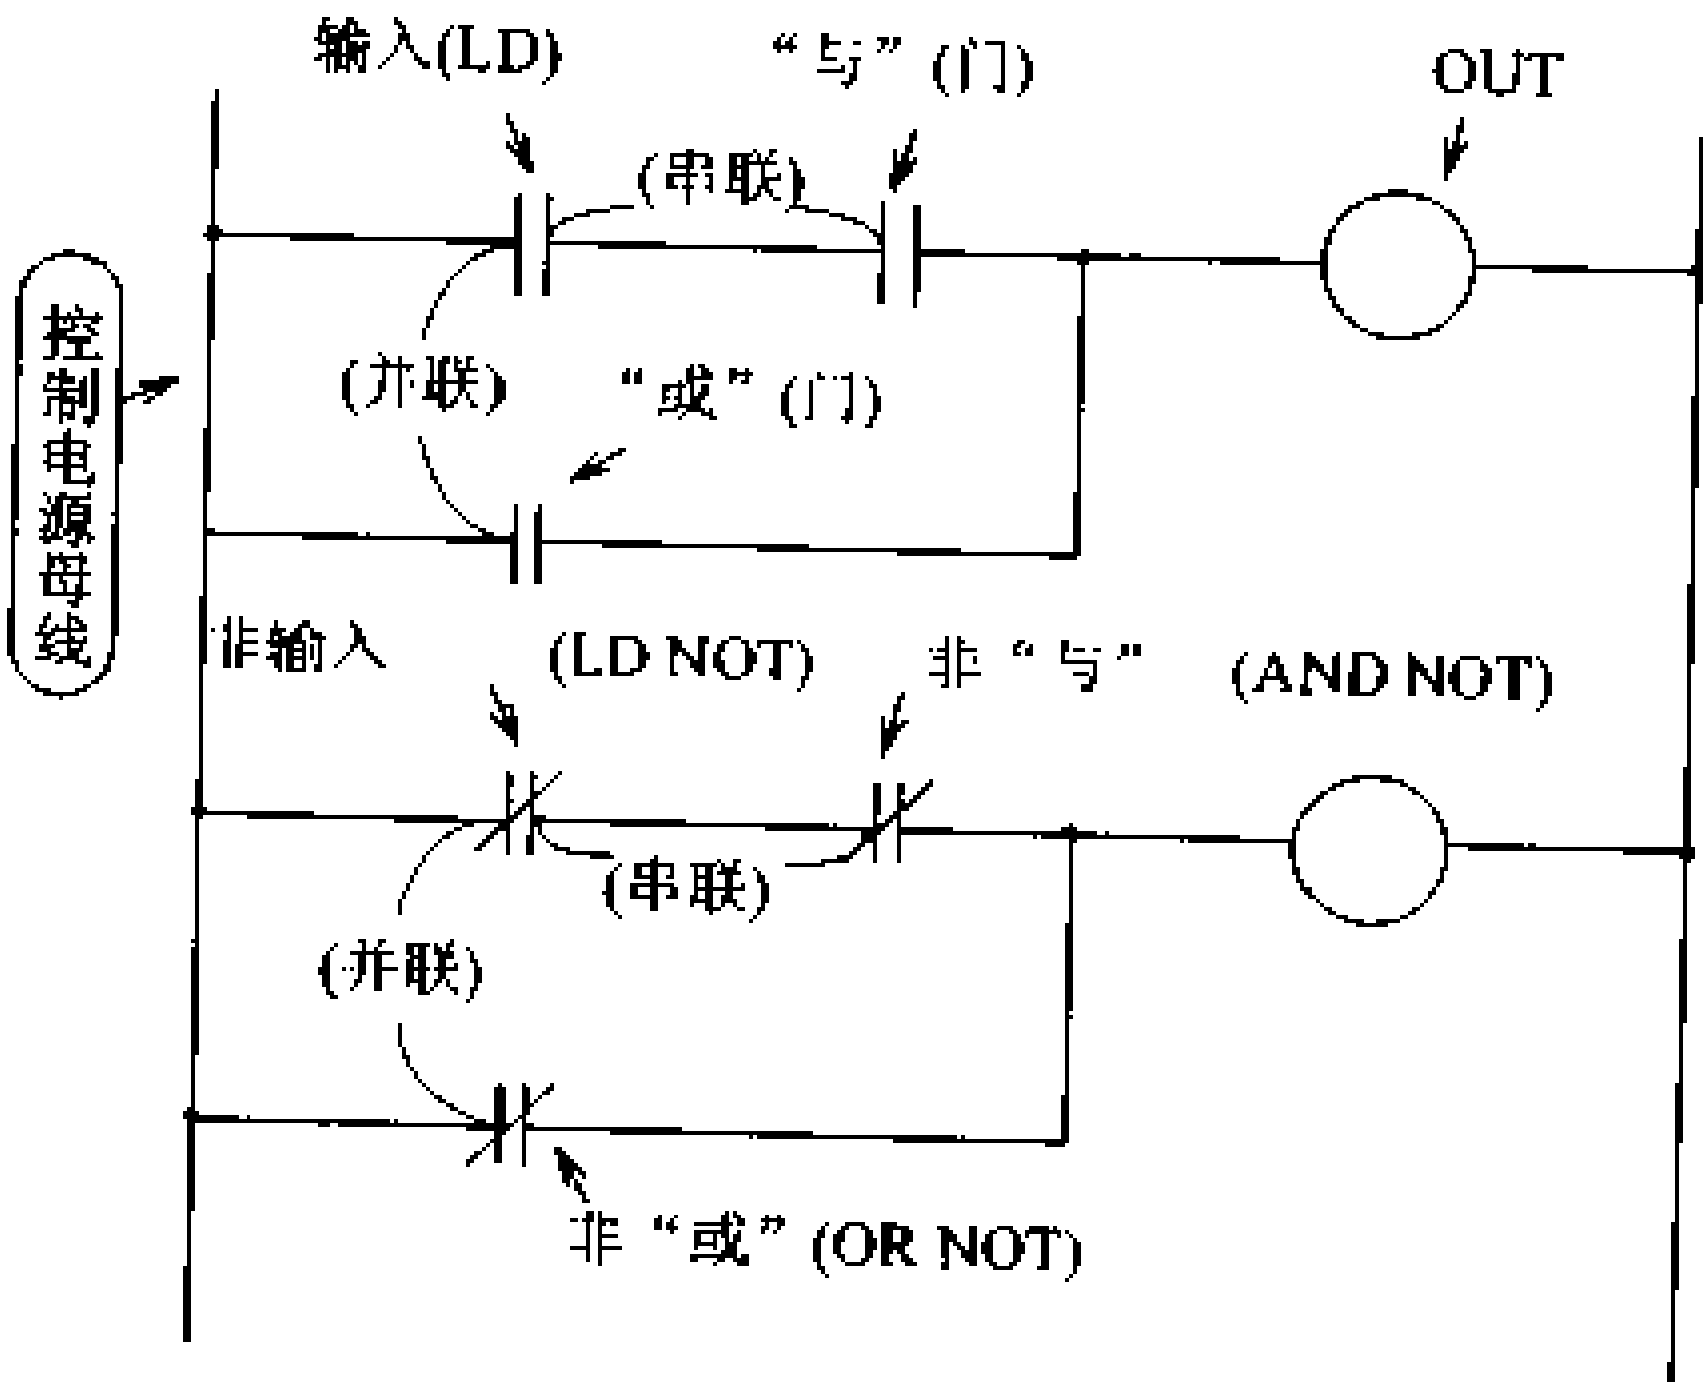 输入(LD)
“与”(门)
OUT
(串联)
控制电源母线
(并联)
“或”(门)
非输入 (LD NOT)
非“与” (AND NOT)
(串联)
(并联)
非“或”(OR NOT)